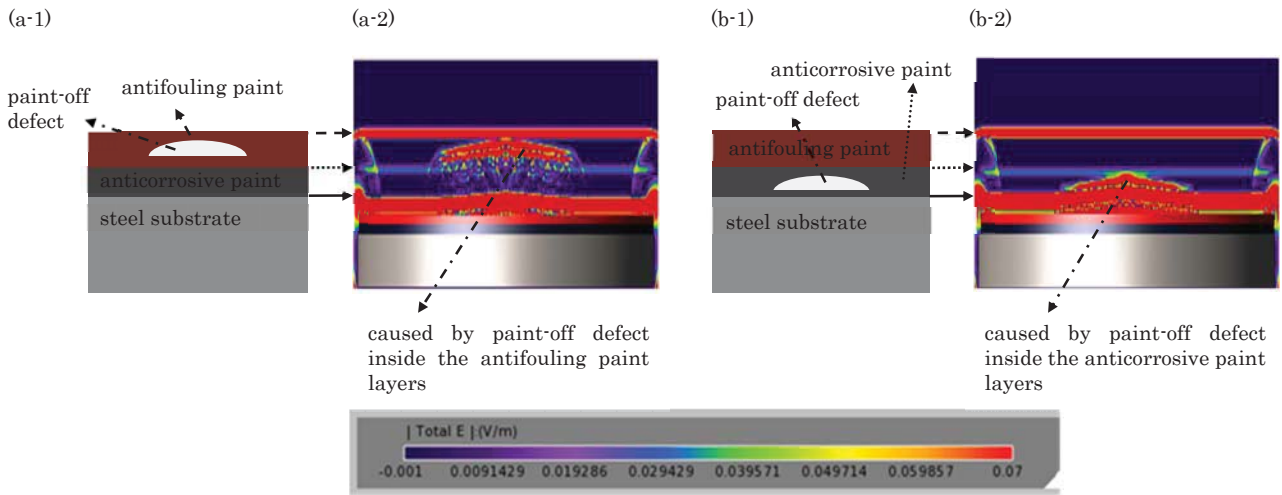 (a-1)
(a-2)
(b-1)
(b-2)
paint-off
defect
antifouling paint
anticorrosive paint
steel substrate
anticorrosive paint
paint-off defect
antifouling paint
steel substrate
caused by paint-off defect
inside the antifouling paint
layers
caused by paint-off defect
inside the anticorrosive paint
layers
| Total E |:(V/m)
-0.001 0.0091429 0.019286 0.029429 0.039571 0.049714 0.059857 0.07